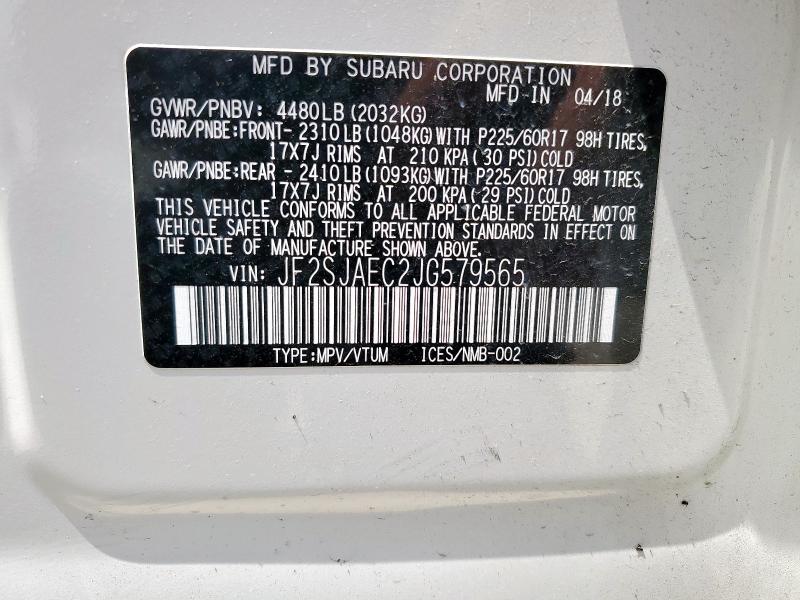 MFD BY SUBARU CORPORATION
MFD IN 04/18
GVWR/PNBV: 4480LB(2032KG)
GAWR/PNBE:FRONT- 2310LB(1048KG)WITH P225/60R17 98H TIRES,
17X7J RIMS AT 210 KPA(30 PSI)COLD
GAWR/PNBE:REAR - 2410LB(1093KG)WITH P225/60R17 98H TIRES,
17X7J RIMS AT 200 KPA(29 PSI)COLD
THIS VEHICLE CONFORMS TO ALL APPLICABLE FEDERAL MOTOR
VEHICLE SAFETY AND THEFT PREVENTION STANDARDS IN EFFECT ON
THE DATE OF MANUFACTURE SHOWN ABOVE.
VIN: JF2SJAEC2JG579565
TYPE:MPV/VTUM ICES/NMB-002